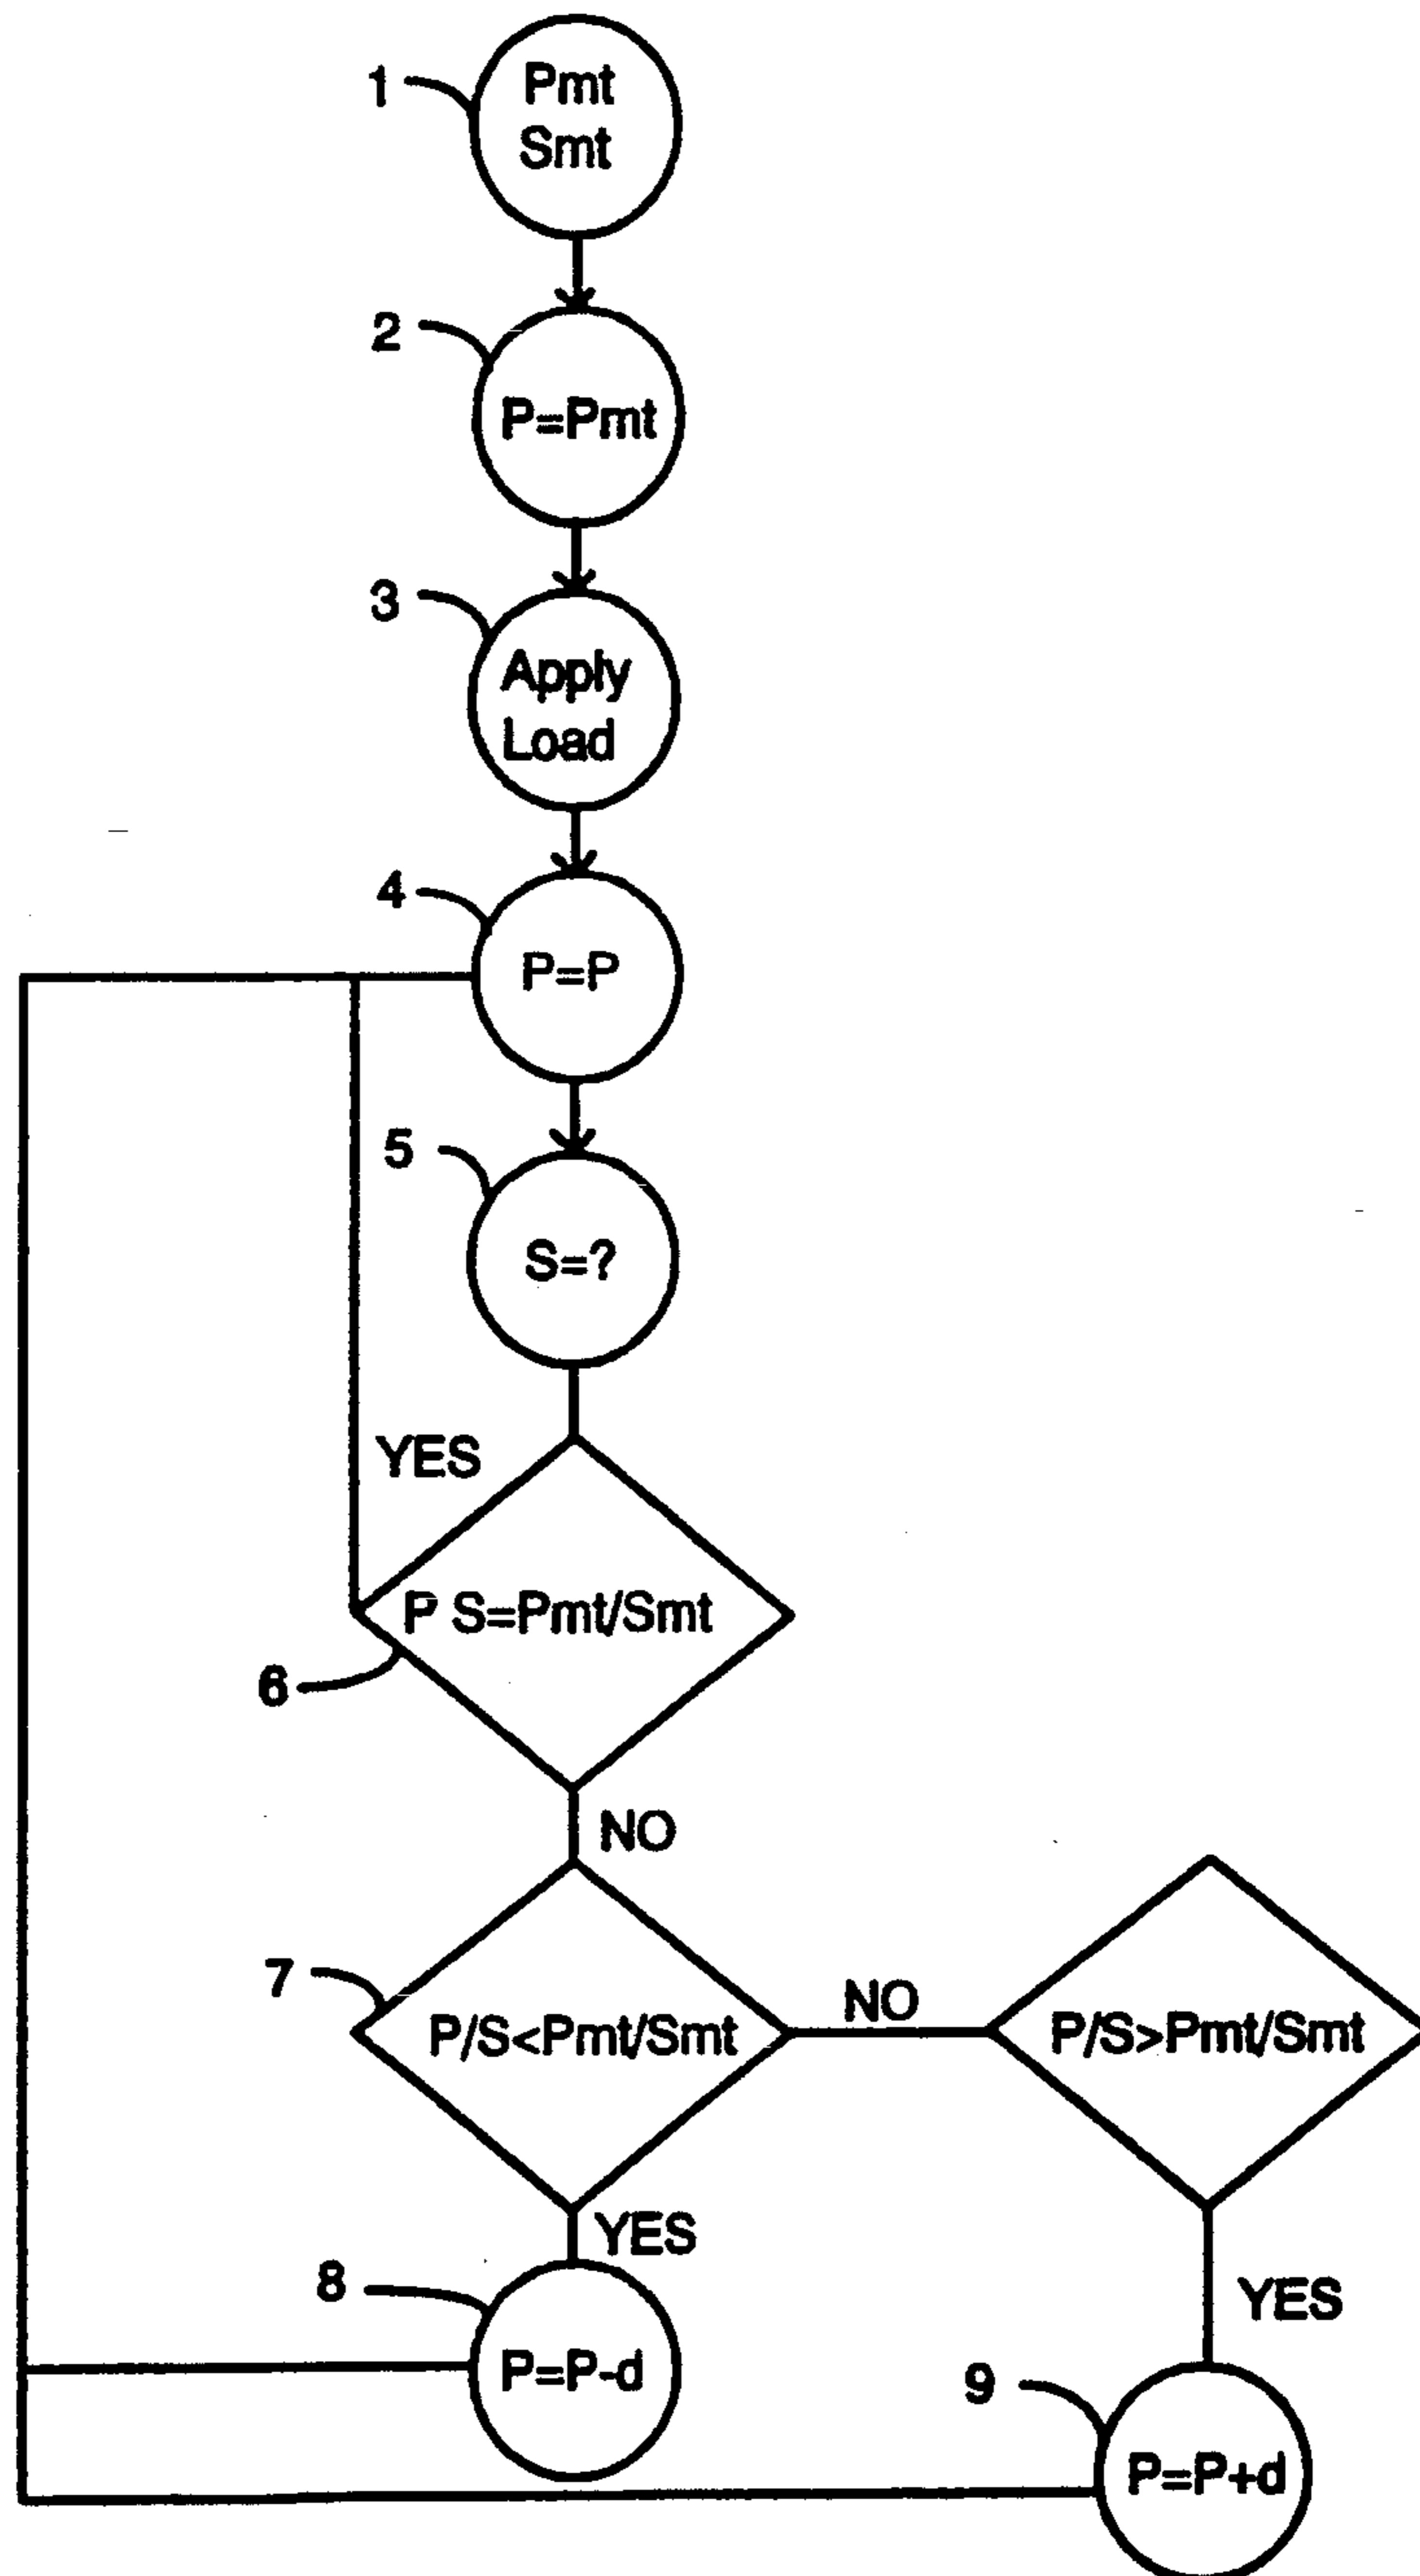 1
Pmt
Smt
2
P=Pmt
3
Apply
Load
4
P=P
5
S=?
YES
P S=Pmt/Smt
6
NO
7
P/S<Pmt/Smt
NO
P/S>Pmt/Smt
YES
8
P=P-d
YES
9
P=P+d